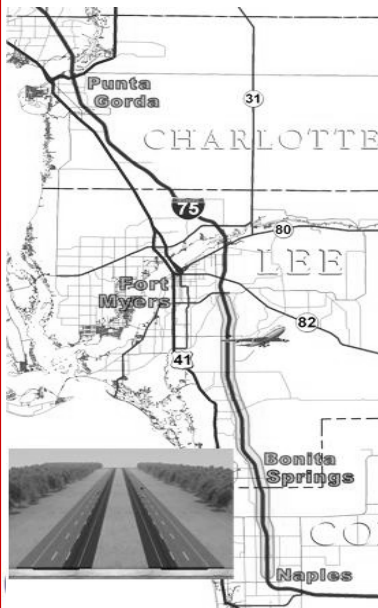 Punta
Gorda
31
CHARLOTTE
75
80
LEE
Fort
Myers
82
41
Bonita
Springs
CO
Naples